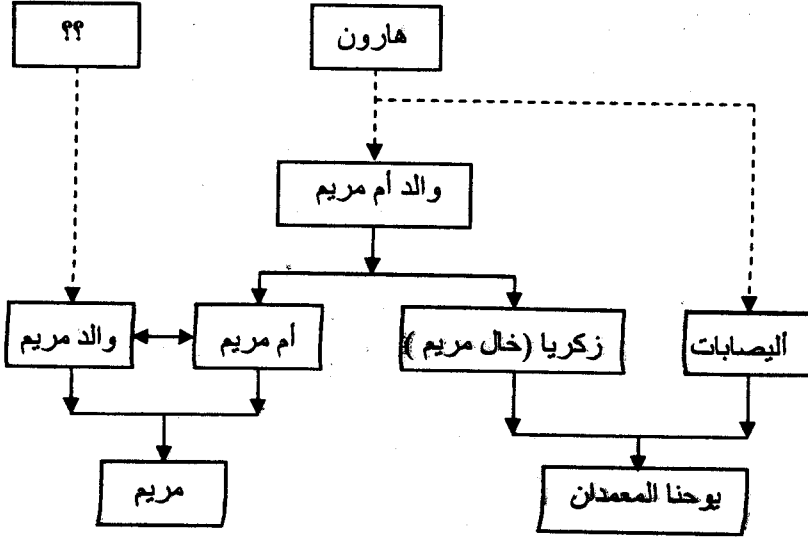 هارون
؟؟
والد أم مريم
أليصابات
زكريا (خال مريم)
أم مريم
والد مريم
يوحنا المعمدان
مريم